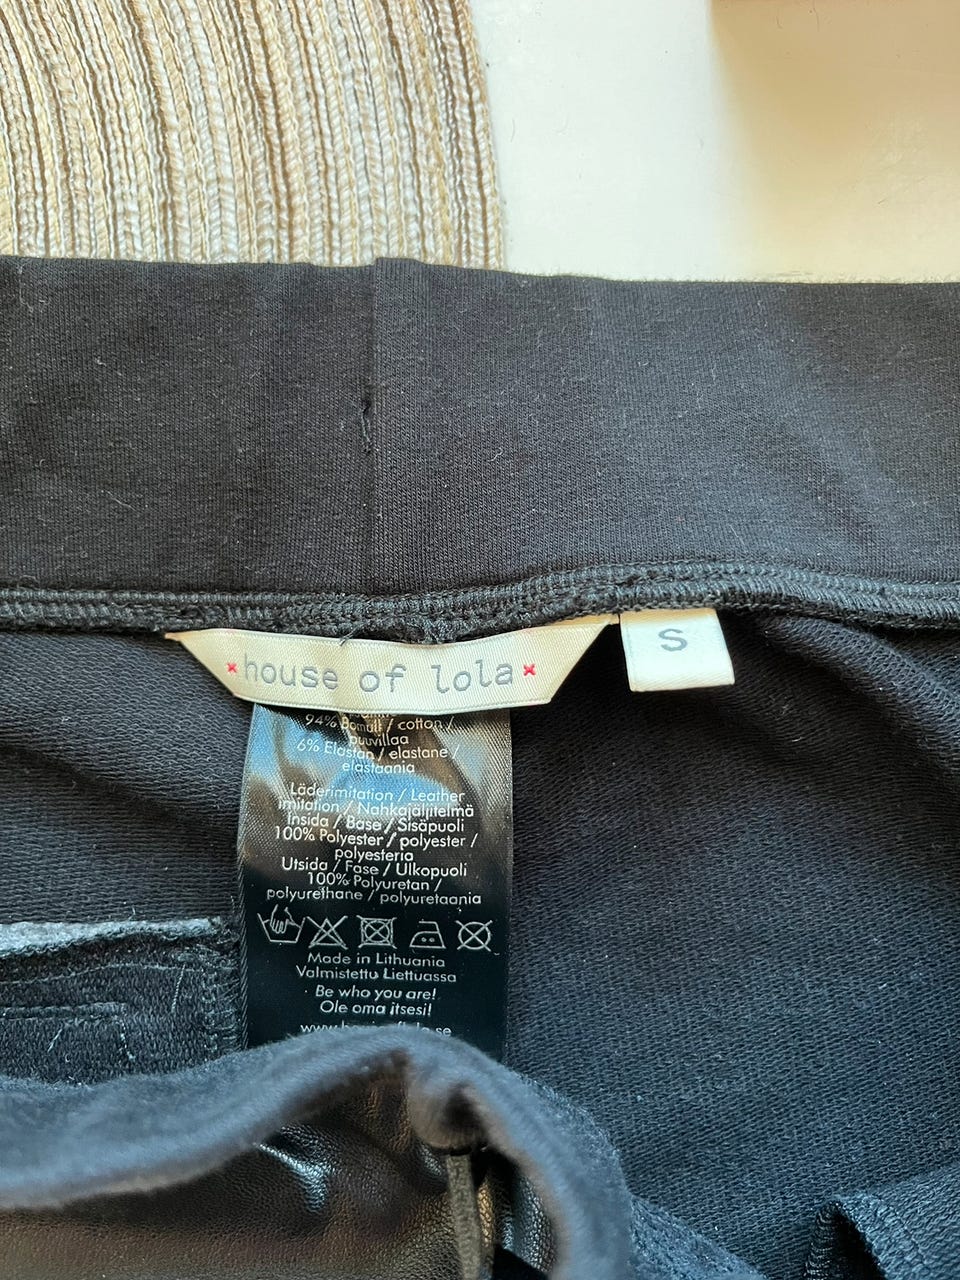 ×house of lola×
S
94% Bomull / cotton /
puuvillaa
6% Elastan / elastane /
elastaania
Läderimitation / Leather
imitation / Nahkajäljitelmä
Insida / Base / Sisäpuoli
100% Polyester / polyester /
polyesteria
Utsida / Fase / Ulkopuoli
100% Polyuretan /
polyurethane / polyuretaania
Made in Lithuania
Valmistettu Liettuassa
Be who you are!
Ole oma itsesi!